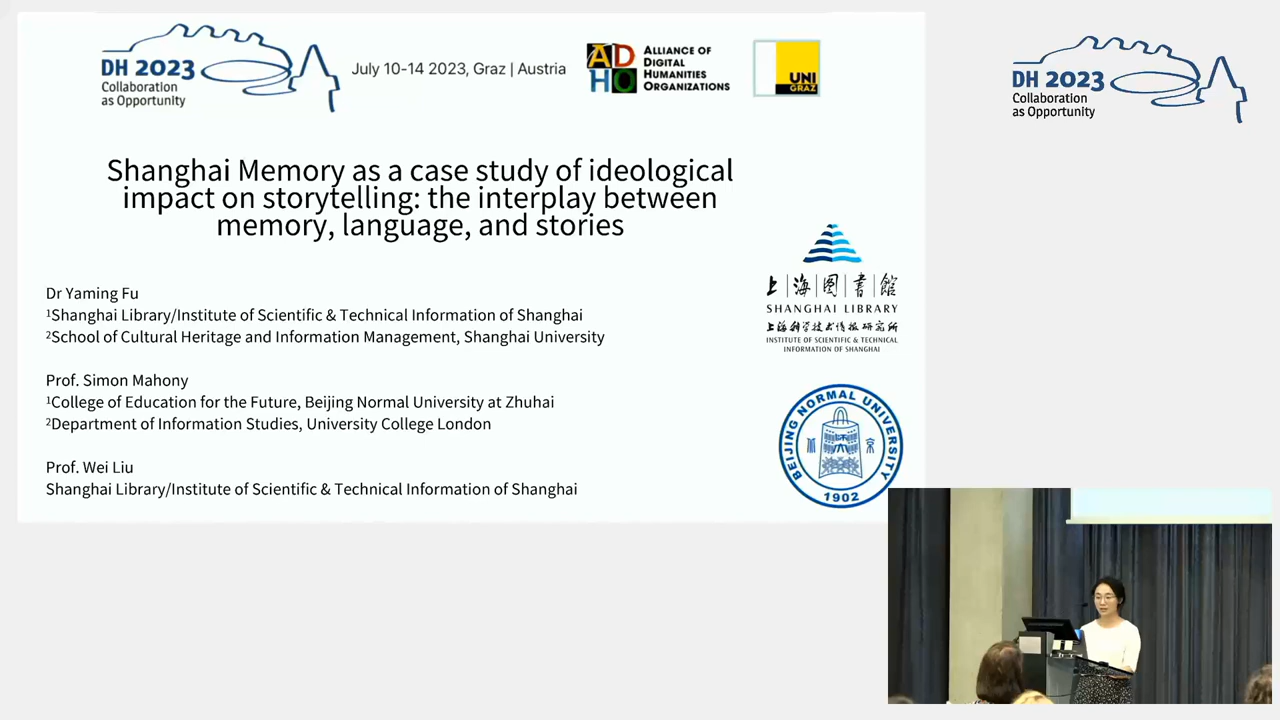 DH 2023
Collaboration
as Opportunity
July 10-14 2023, Graz | Austria
AD
HO
ALLIANCE OF
DIGITAL
HUMANITIES
ORGANIZATIONS
UNI
GRAZ
DH 2023
Collaboration
as Opportunity
Shanghai Memory as a case study of ideological
impact on storytelling: the interplay between
memory, language, and stories
Dr Yaming Fu
¹Shanghai Library/Institute of Scientific & Technical Information of Shanghai
²School of Cultural Heritage and Information Management, Shanghai University
Prof. Simon Mahony
¹College of Education for the Future, Beijing Normal University at Zhuhai
²Department of Information Studies, University College London
Prof. Wei Liu
Shanghai Library/Institute of Scientific & Technical Information of Shanghai
上海图書館
SHANGHAI LIBRARY
上海科学技术情报研究所
INSTITUTE OF SCIENTIFIC & TECHNICAL
INFORMATION OF SHANGHAI
BEIJING NORMAL UNIVERSITY
1902